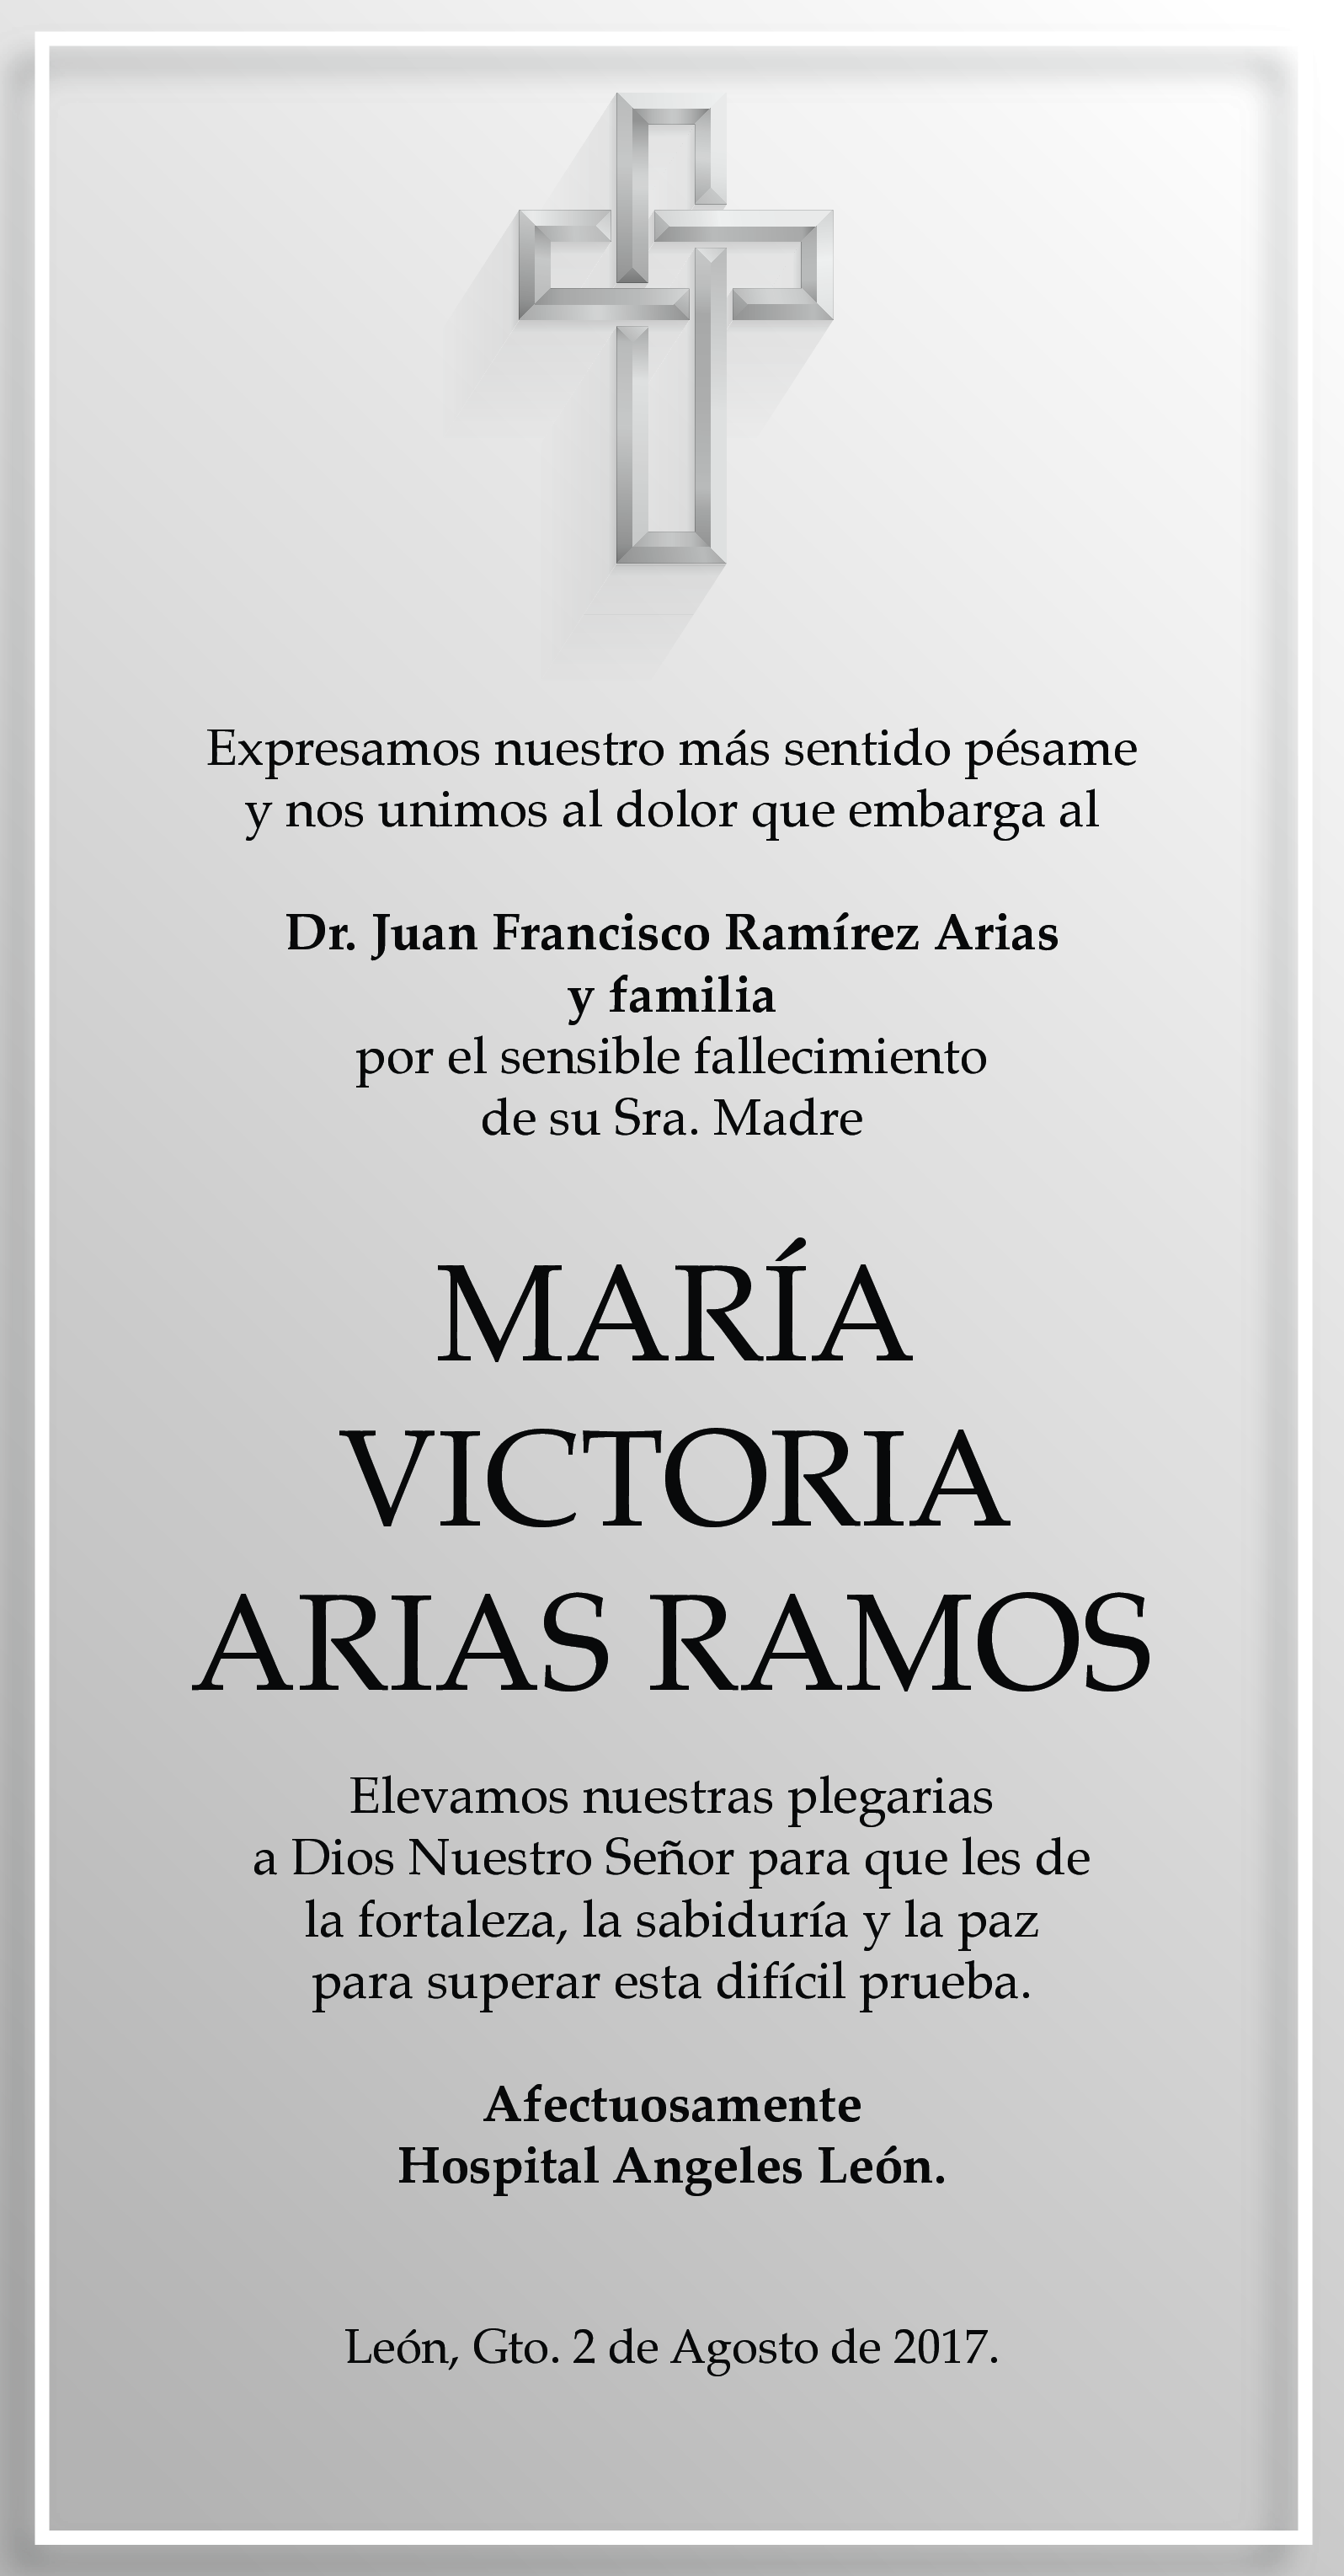 Expresamos nuestro más sentido pésame
y nos unimos al dolor que embarga al
Dr. Juan Francisco Ramírez Arias
y familia
por el sensible fallecimiento
de su Sra. Madre
MARÍA
VICTORIA
ARIAS RAMOS
Elevamos nuestras plegarias
a Dios Nuestro Señor para que les de
la fortaleza, la sabiduría y la paz
para superar esta difícil prueba.
Afectuosamente
Hospital Angeles León.
León, Gto. 2 de Agosto de 2017.